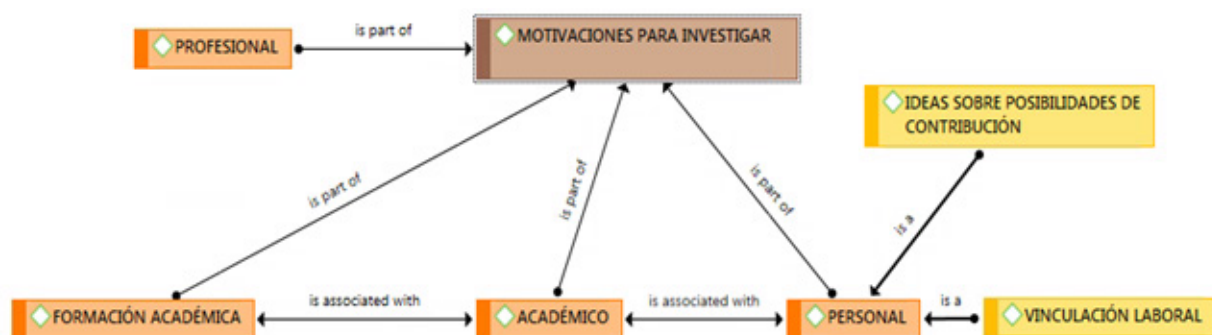 is part of
PROFESIONAL
MOTIVACIONES PARA INVESTIGAR
IDEAS SOBRE POSIBILIDADES DE
CONTRIBUCIÓN
is part of
is part of
is part of
is a
is associated with
is associated with
is a
FORMACIÓN ACADÉMICA
ACADÉMICO
PERSONAL
VINCULACIÓN LABORAL